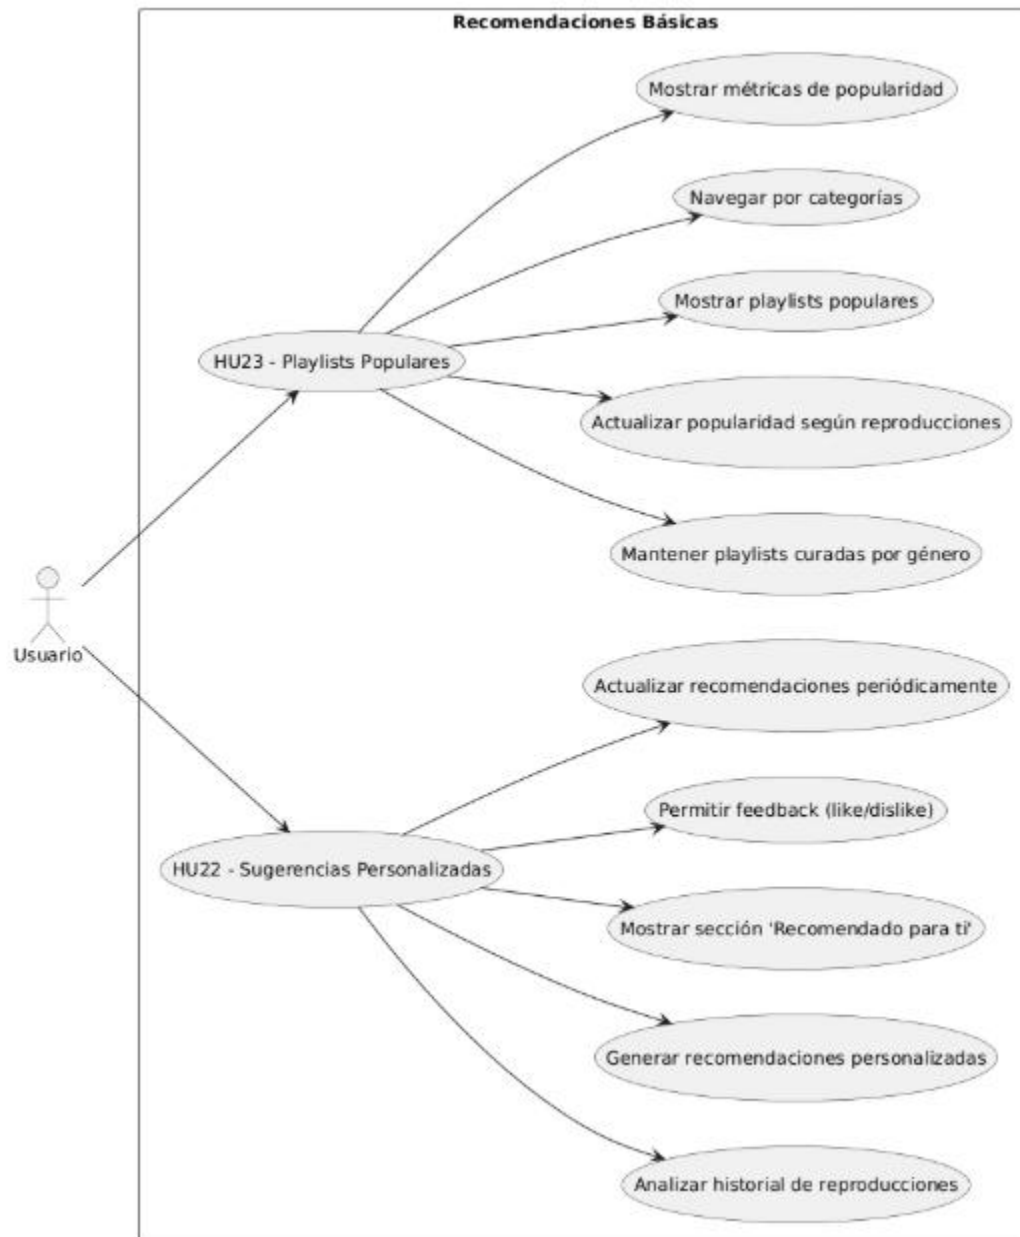 Recomendaciones Básicas
Mostrar métricas de popularidad
Navegar por categorías
Mostrar playlists populares
HU23 - Playlists Populares
Actualizar popularidad según reproducciones
Mantener playlists curadas por género
Usuario
Actualizar recomendaciones periódicamente
Permitir feedback (like/dislike)
HU22 - Sugerencias Personalizadas
Mostrar sección 'Recomendado para ti'
Generar recomendaciones personalizadas
Analizar historial de reproducciones